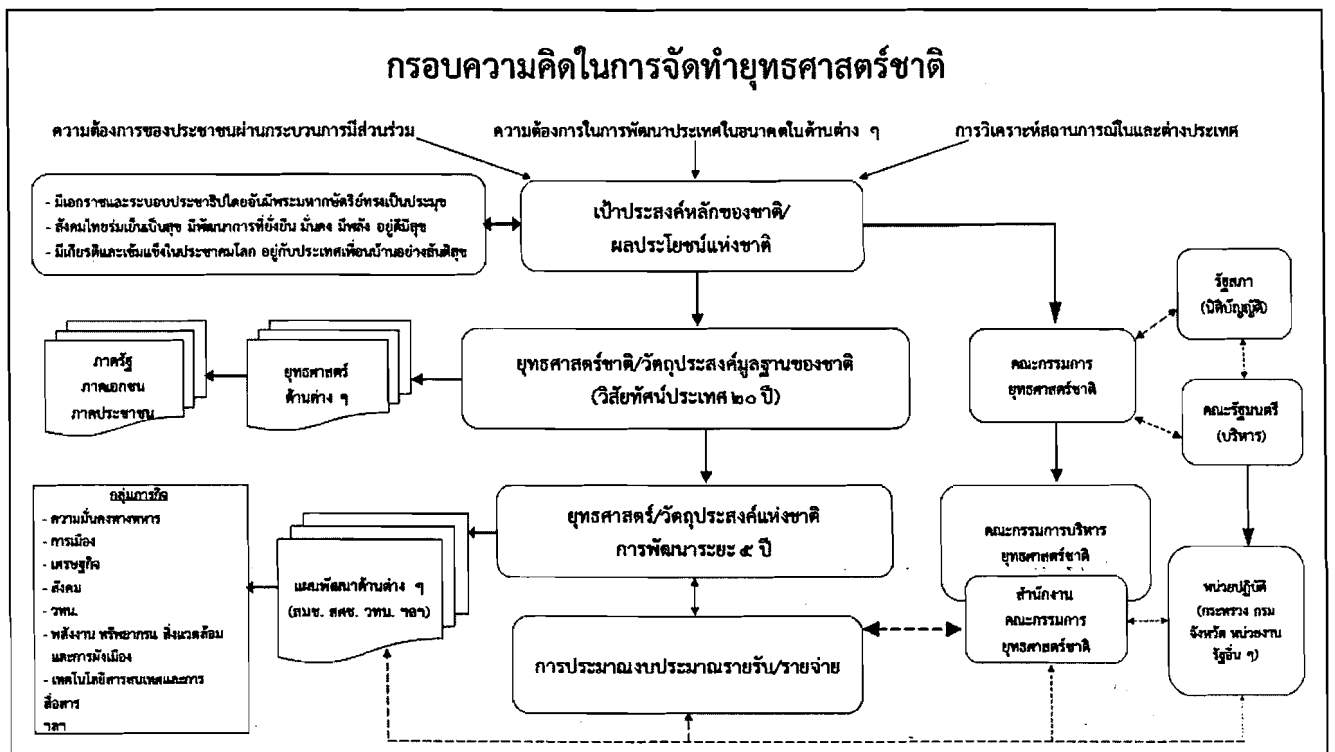 กรอบความคิดในการจัดทำยุทธศาสตร์ชาติ
ความต้องการของประชาชนผ่านกระบวนการมีส่วนร่วม
ความต้องการในการพัฒนาประเทศในอนาคตในด้านต่าง ๆ
การวิเคราะห์สถานการณ์ในและต่างประเทศ
- มีเอกราชและระบอบประชาธิปไตยอันมีพระมหากษัตริย์ทรงเป็นประมุข
- สังคมไทยร่มเย็นเป็นสุข มีพัฒนาการที่ยั่งยืน มั่นคง มีพลัง อยู่ดีมีสุข
- มีเกียรติและเข้มแข็งในประชาคมโลก อยู่กับประเทศเพื่อนบ้านอย่างสันติสุข
เป้าประสงค์หลักของชาติ/
ผลประโยชน์แห่งชาติ
รัฐสภา
(นิติบัญญัติ)
ภาครัฐ
ภาคเอกชน
ภาคประชาชน
ยุทธศาสตร์
ด้านต่าง ๆ
ยุทธศาสตร์ชาติ/วัตถุประสงค์มูลฐานของชาติ
(วิสัยทัศน์ประเทศ ๒๐ ปี)
คณะกรรมการ
ยุทธศาสตร์ชาติ
คณะรัฐมนตรี
(บริหาร)
กลุ่มภารกิจ
- ความมั่นคงทางทหาร
- การเมือง
- เศรษฐกิจ
- สังคม
- วทน.
- พลังงาน ทรัพยากร สิ่งแวดล้อม
และการผังเมือง
- เทคโนโลยีสารสนเทศและการ
สื่อสาร
ฯลฯ
แผนพัฒนาด้านต่าง ๆ
(สมช. สศช. วทน. ฯลฯ)
ยุทธศาสตร์/วัตถุประสงค์แห่งชาติ
การพัฒนาระยะ ๕ ปี
การประมาณงบประมาณรายรับ/รายจ่าย
คณะกรรมการบริหาร
ยุทธศาสตร์ชาติ
สำนักงาน
คณะกรรมการ
ยุทธศาสตร์ชาติ
หน่วยปฏิบัติ
(กระทรวง กรม
จังหวัด หน่วยงาน
รัฐอื่น ๆ)